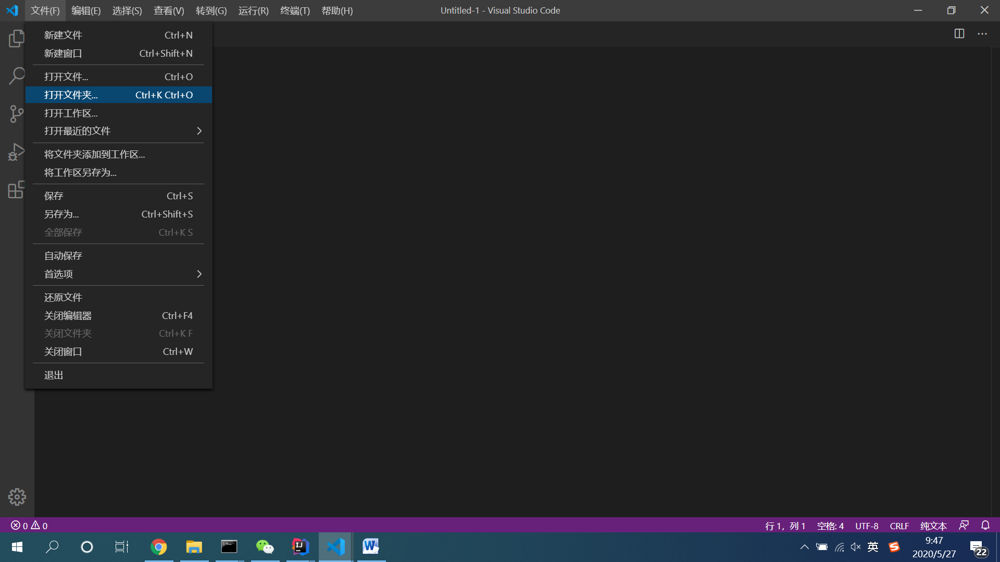 文件(F) 编辑(E) 选择(S) 查看(V) 转到(G) 运行(R) 终端(T) 帮助(H) Untitled-1 - Visual Studio Code
新建文件 Ctrl+N
新建窗口 Ctrl+Shift+N
打开文件... Ctrl+O
打开文件夹... Ctrl+K Ctrl+O
打开工作区...
打开最近的文件
将文件夹添加到工作区...
将工作区另存为...
保存 Ctrl+S
另存为... Ctrl+Shift+S
全部保存 Ctrl+K S
自动保存
首选项
还原文件
关闭编辑器 Ctrl+F4
关闭文件夹 Ctrl+K F
关闭窗口 Ctrl+W
退出
0 0 行 1，列 1 空格: 4 UTF-8 CRLF 纯文本
英 9:47
2020/5/27 22